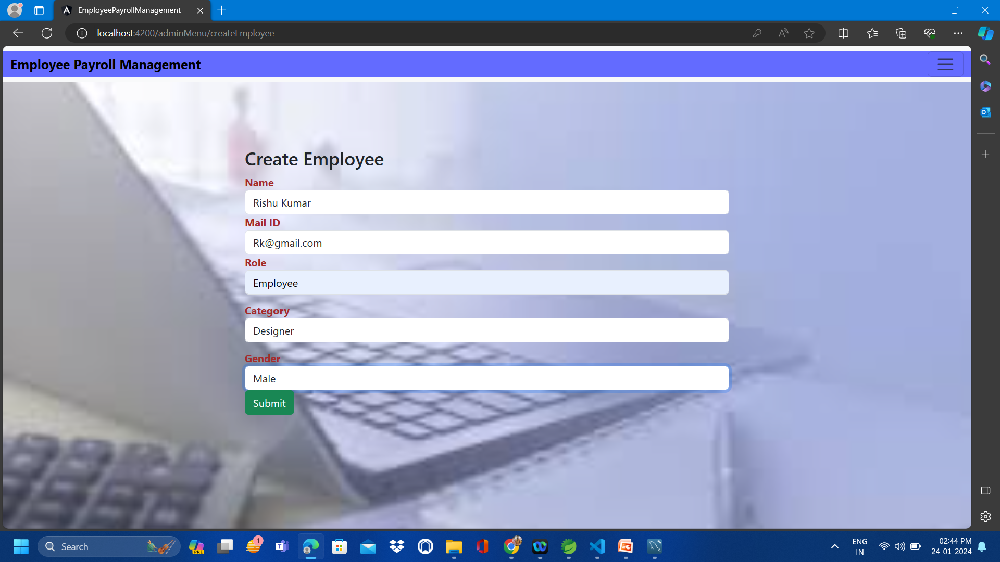 EmployeePayrollManagement
localhost:4200/adminMenu/createEmployee
Employee Payroll Management
Create Employee
Name
Rishu Kumar
Mail ID
Rk@gmail.com
Role
Employee
Category
Designer
Gender
Male
Submit
Search
PRE
1
ENG
IN
02:44 PM
24-01-2024